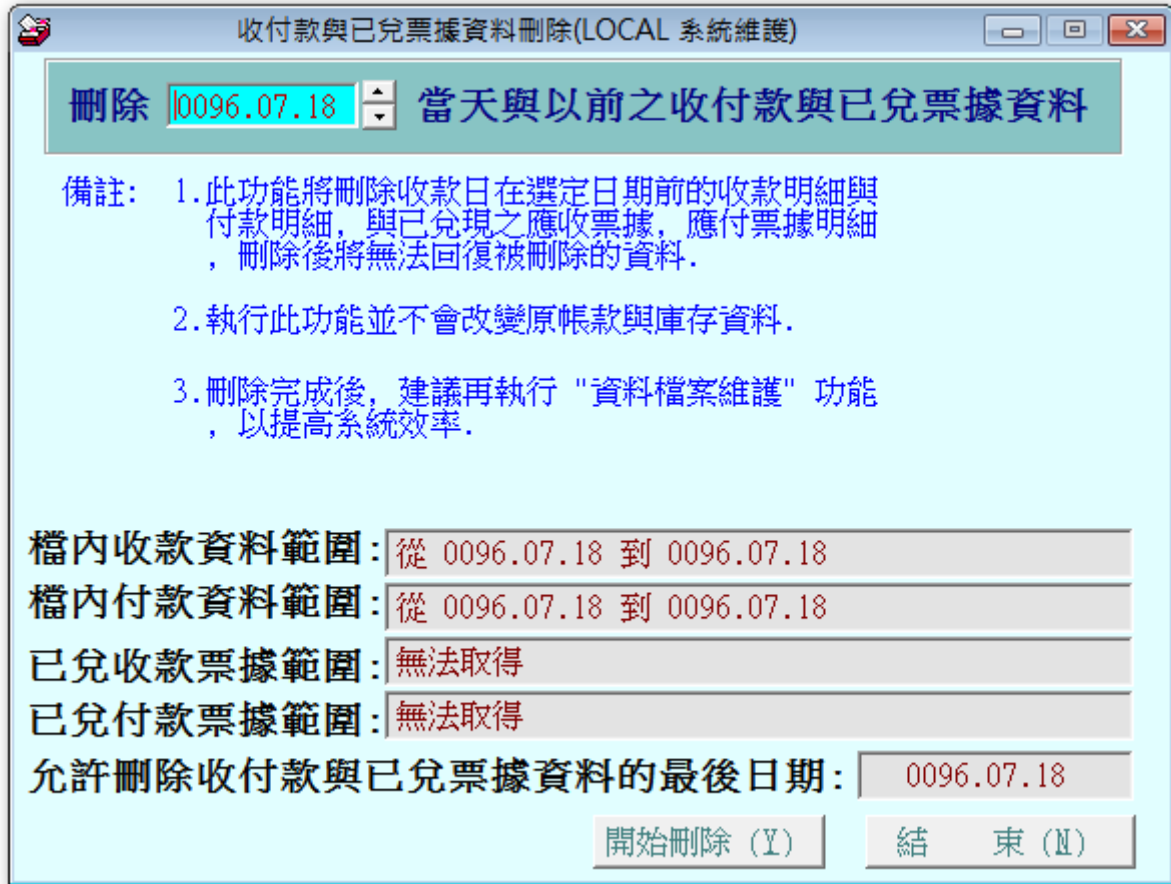 收付款與已兌票據資料刪除(LOCAL 系統維護)
刪除 0096.07.18 當天與以前之收付款與已兌票據資料
備註: 1.此功能將刪除收款日在選定日期前的收款明細與
付款明細, 與已兌現之應收票據, 應付票據明細
, 刪除後將無法回復被刪除的資料.
2.執行此功能並不會改變原帳款與庫存資料.
3.刪除完成後, 建議再執行 "資料檔案維護" 功能
, 以提高系統效率.
檔內收款資料範圍: 從 0096.07.18 到 0096.07.18
檔內付款資料範圍: 從 0096.07.18 到 0096.07.18
已兌收款票據範圍: 無法取得
已兌付款票據範圍: 無法取得
允許刪除收付款與已兌票據資料的最後日期: 0096.07.18
開始刪除 (Y) 結 束 (N)